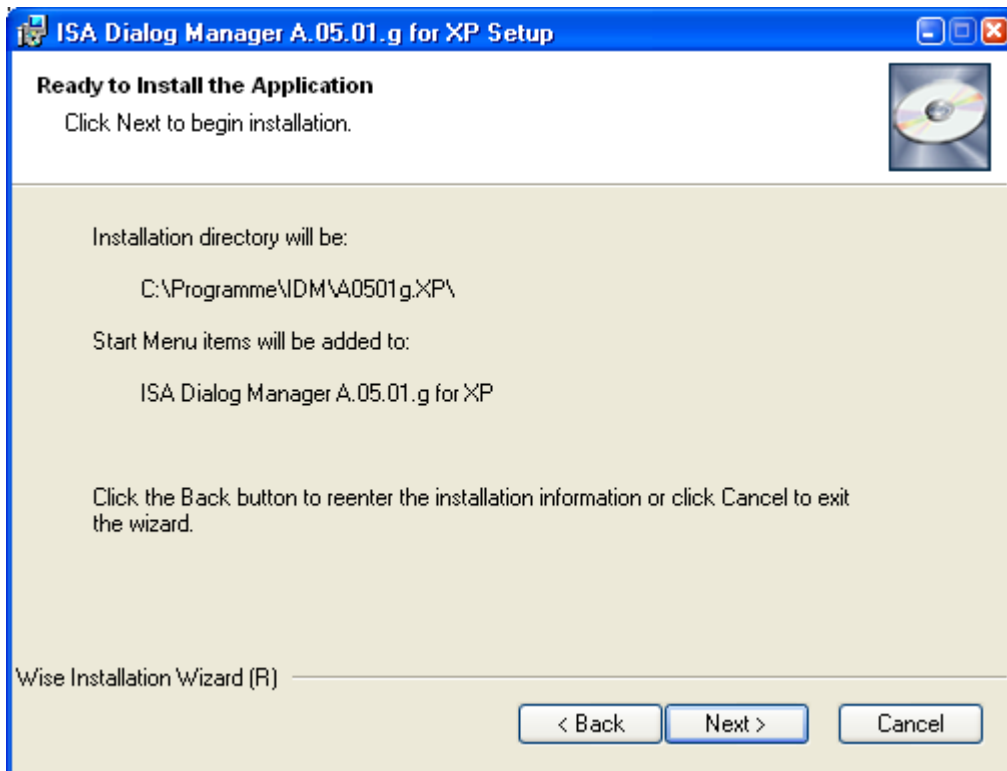 ISA Dialog Manager A.05.01.g for XP Setup
Ready to Install the Application
Click Next to begin installation.
Installation directory will be:
C:\Programme\IDM\A0501g.XP\
Start Menu items will be added to:
ISA Dialog Manager A.05.01.g for XP
Click the Back button to reenter the installation information or click Cancel to exit
the wizard.
Wise Installation Wizard (R)
< Back Next > Cancel